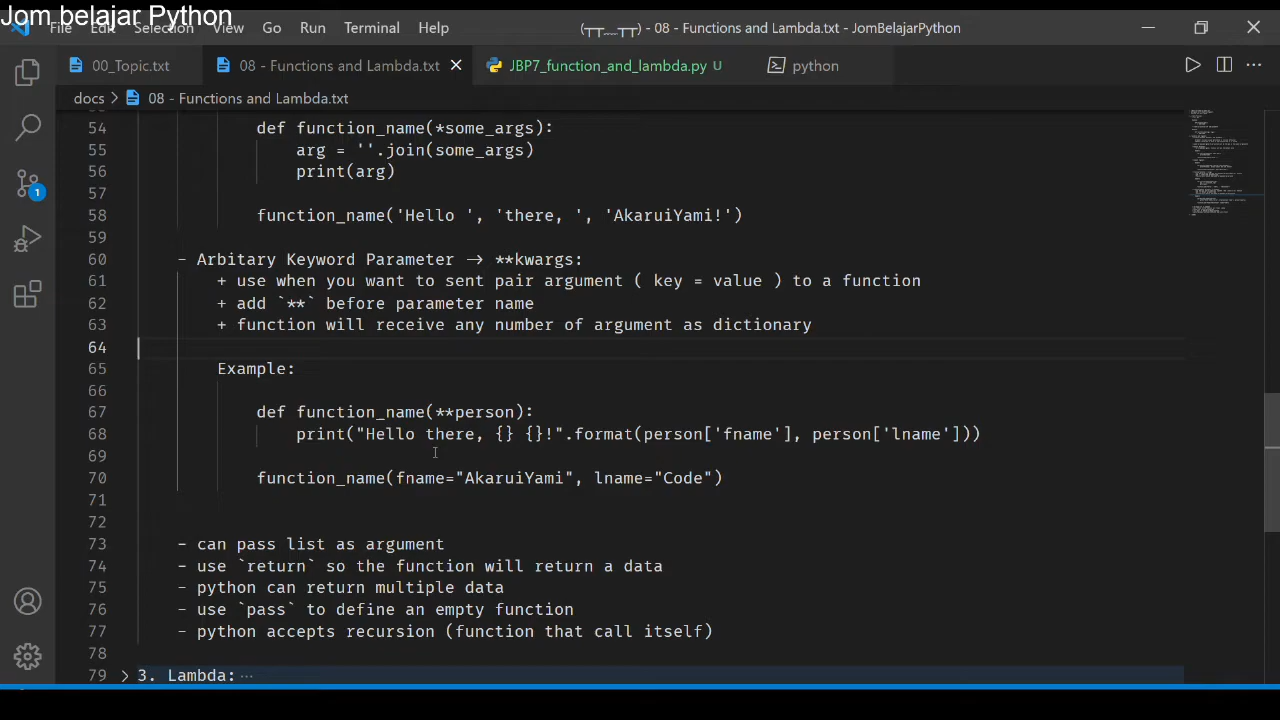 Jom belajar Python
File Edit Selection View Go Run Terminal Help
(┬┬﹏┬┬) - 08 - Functions and Lambda.txt - JomBelajarPython
00_Topic.txt 08 - Functions and Lambda.txt JBP7_function_and_lambda.py U python
docs > 08 - Functions and Lambda.txt
54 def function_name(*some_args):
55 arg = ''.join(some_args)
56 print(arg)
57
58 function_name('Hello ', 'there, ', 'AkaruiYami!')
59
60 - Arbitary Keyword Parameter → **kwargs:
61 + use when you want to sent pair argument ( key = value ) to a function
62 + add `**` before parameter name
63 + function will receive any number of argument as dictionary
64
65 Example:
66
67 def function_name(**person):
68 print("Hello there, {} {}!".format(person['fname'], person['lname']))
69
70 function_name(fname="AkaruiYami", lname="Code")
71
72
73 - can pass list as argument
74 - use `return` so the function will return a data
75 - python can return multiple data
76 - use `pass` to define an empty function
77 - python accepts recursion (function that call itself)
78
79 3. Lambda: ···
1